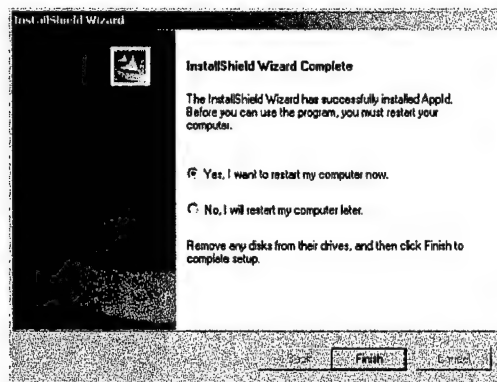 InstallShield Wizard
InstallShield Wizard Complete
The InstallShield Wizard has successfully installed AppId.
Before you can use the program, you must restart your
computer.
Yes, I want to restart my computer now.
No, I will restart my computer later.
Remove any disks from their drives, and then click Finish to
complete setup.
Finish
Cancel